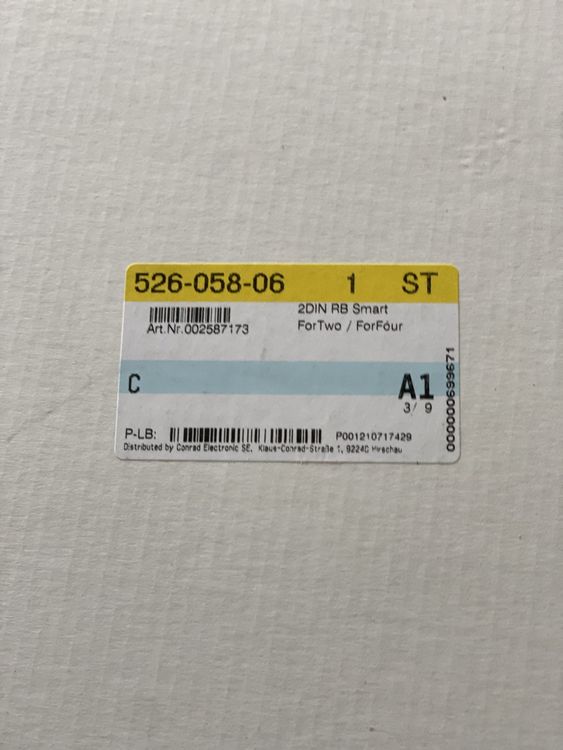 526-058-06 1 ST
2DIN RB Smart
ForTwo / ForFour
Art.Nr.002587173
C
A1
3/ 9
000000699671
P-LB: P001210717429
Distributed by Conrad Electronic SE, Klaus-Conrad-Straße 1, 92240 Hirschau